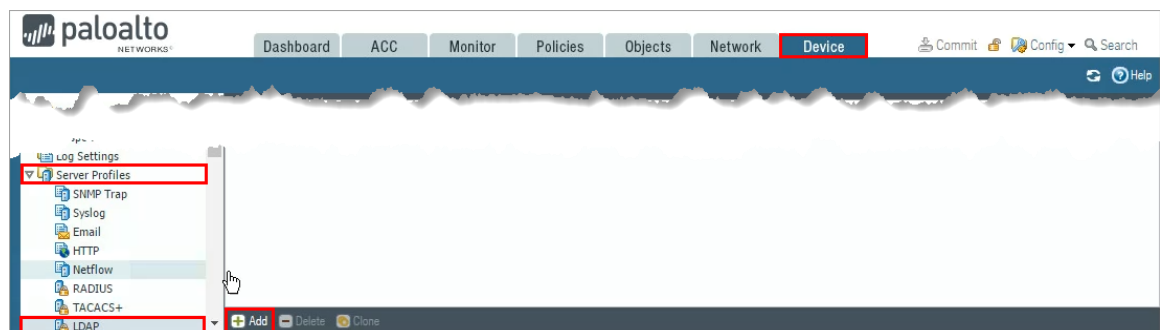 paloalto
NETWORKS®
Dashboard ACC Monitor Policies Objects Network Device Commit Config Search
Help
Log Settings
Server Profiles
SNMP Trap
Syslog
Email
HTTP
Netflow
RADIUS
TACACS+
LDAP
Add Delete Clone